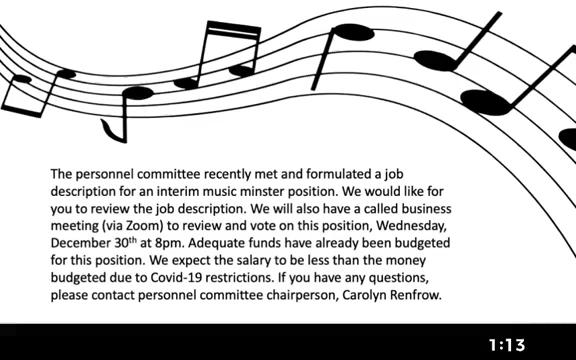 The personnel committee recently met and formulated a job
description for an interim music minster position. We would like for
you to review the job description. We will also have a called business
meeting (via Zoom) to review and vote on this position, Wednesday,
December 30th at 8pm. Adequate funds have already been budgeted
for this position. We expect the salary to be less than the money
budgeted due to Covid-19 restrictions. If you have any questions,
please contact personnel committee chairperson, Carolyn Renfrow.
1:13